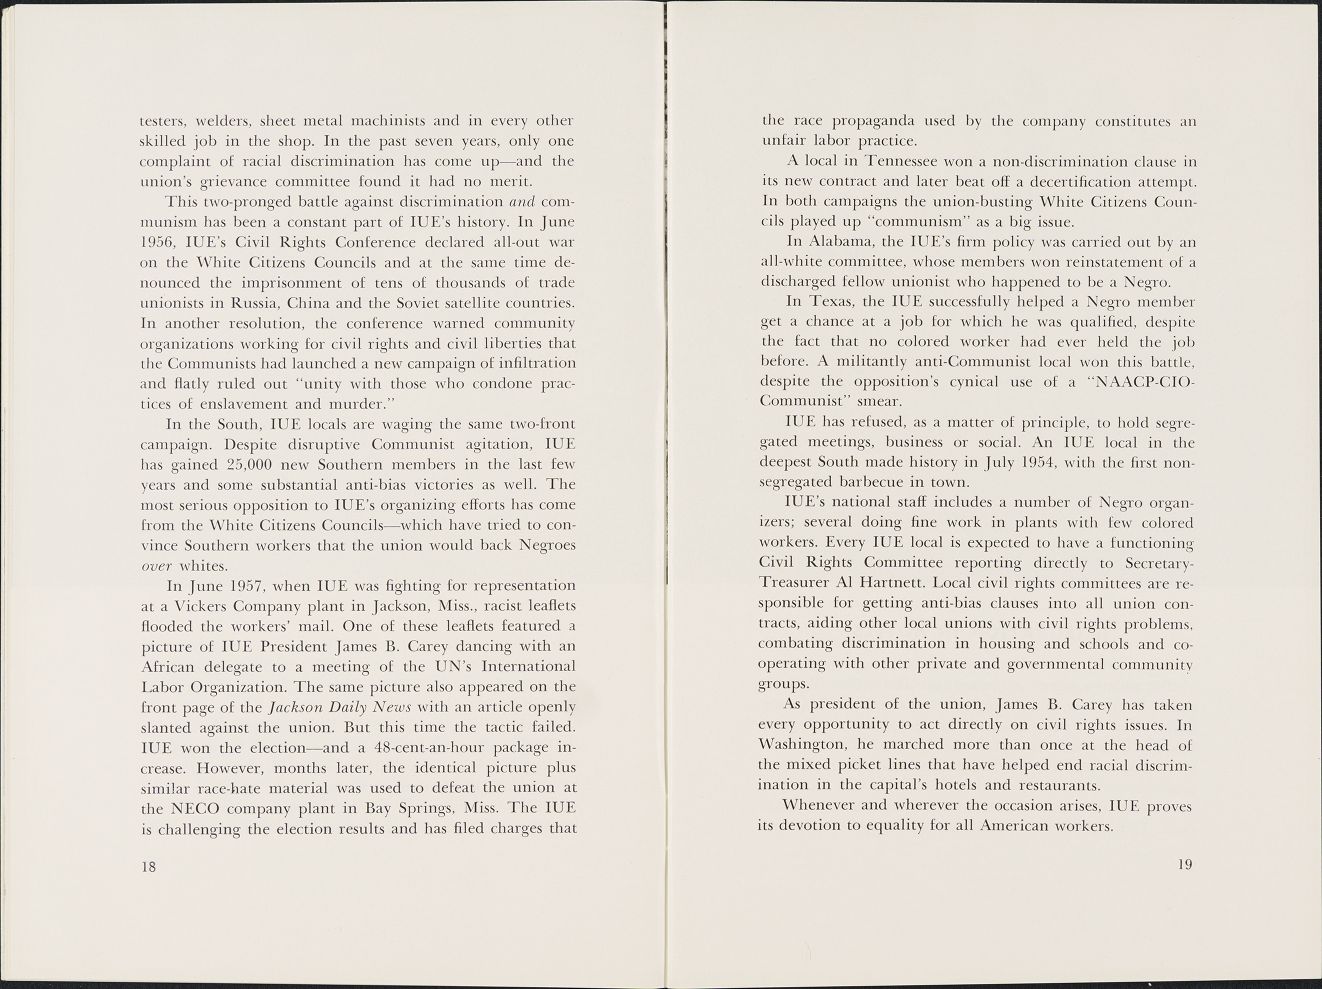 testers, welders, sheet metal machinists and in every other
skilled job in the shop. In the past seven years, only one
complaint of racial discrimination has come up—and the
union's grievance committee found it had no merit.
This two-pronged battle against discrimination and com-
munism has been a constant part of IUE's history. In June
1956, IUE's Civil Rights Conference declared all-out war
on the White Citizens Councils and at the same time de-
nounced the imprisonment of tens of thousands of trade
unionists in Russia, China and the Soviet satellite countries.
In another resolution, the conference warned community
organizations working for civil rights and civil liberties that
the Communists had launched a new campaign of infiltration
and flatly ruled out "unity with those who condone prac-
tices of enslavement and murder."
In the South, IUE locals are waging the same two-front
campaign. Despite disruptive Communist agitation, IUE
has gained 25,000 new Southern members in the last few
years and some substantial anti-bias victories as well. The
most serious opposition to IUE's organizing efforts has come
from the White Citizens Councils—which have tried to con-
vince Southern workers that the union would back Negroes
over whites.
In June 1957, when IUE was fighting for representation
at a Vickers Company plant in Jackson, Miss., racist leaflets
flooded the workers' mail. One of these leaflets featured a
picture of IUE President James B. Carey dancing with an
African delegate to a meeting of the UN's International
Labor Organization. The same picture also appeared on the
front page of the Jackson Daily News with an article openly
slanted against the union. But this time the tactic failed.
IUE won the election—and a 48-cent-an-hour package in-
crease. However, months later, the identical picture plus
similar race-hate material was used to defeat the union at
the NECO company plant in Bay Springs, Miss. The IUE
is challenging the election results and has filed charges that
18
the race propaganda used by the company constitutes an
unfair labor practice.
A local in Tennessee won a non-discrimination clause in
its new contract and later beat off a decertification attempt.
In both campaigns the union-busting White Citizens Coun-
cils played up "communism" as a big issue.
In Alabama, the IUE's firm policy was carried out by an
all-white committee, whose members won reinstatement of a
discharged fellow unionist who happened to be a Negro.
In Texas, the IUE successfully helped a Negro member
get a chance at a job for which he was qualified, despite
the fact that no colored worker had ever held the job
before. A militantly anti-Communist local won this battle,
despite the opposition's cynical use of a "NAACP-CIO-
Communist" smear.
IUE has refused, as a matter of principle, to hold segre-
gated meetings, business or social. An IUE local in the
deepest South made history in July 1954, with the first non-
segregated barbecue in town.
IUE's national staff includes a number of Negro organ-
izers; several doing fine work in plants with few colored
workers. Every IUE local is expected to have a functioning
Civil Rights Committee reporting directly to Secretary-
Treasurer Al Hartnett. Local civil rights committees are re-
sponsible for getting anti-bias clauses into all union con-
tracts, aiding other local unions with civil rights problems,
combating discrimination in housing and schools and co-
operating with other private and governmental community
groups.
As president of the union, James B. Carey has taken
every opportunity to act directly on civil rights issues. In
Washington, he marched more than once at the head of
the mixed picket lines that have helped end racial discrim-
ination in the capital's hotels and restaurants.
Whenever and wherever the occasion arises, IUE proves
its devotion to equality for all American workers.
19